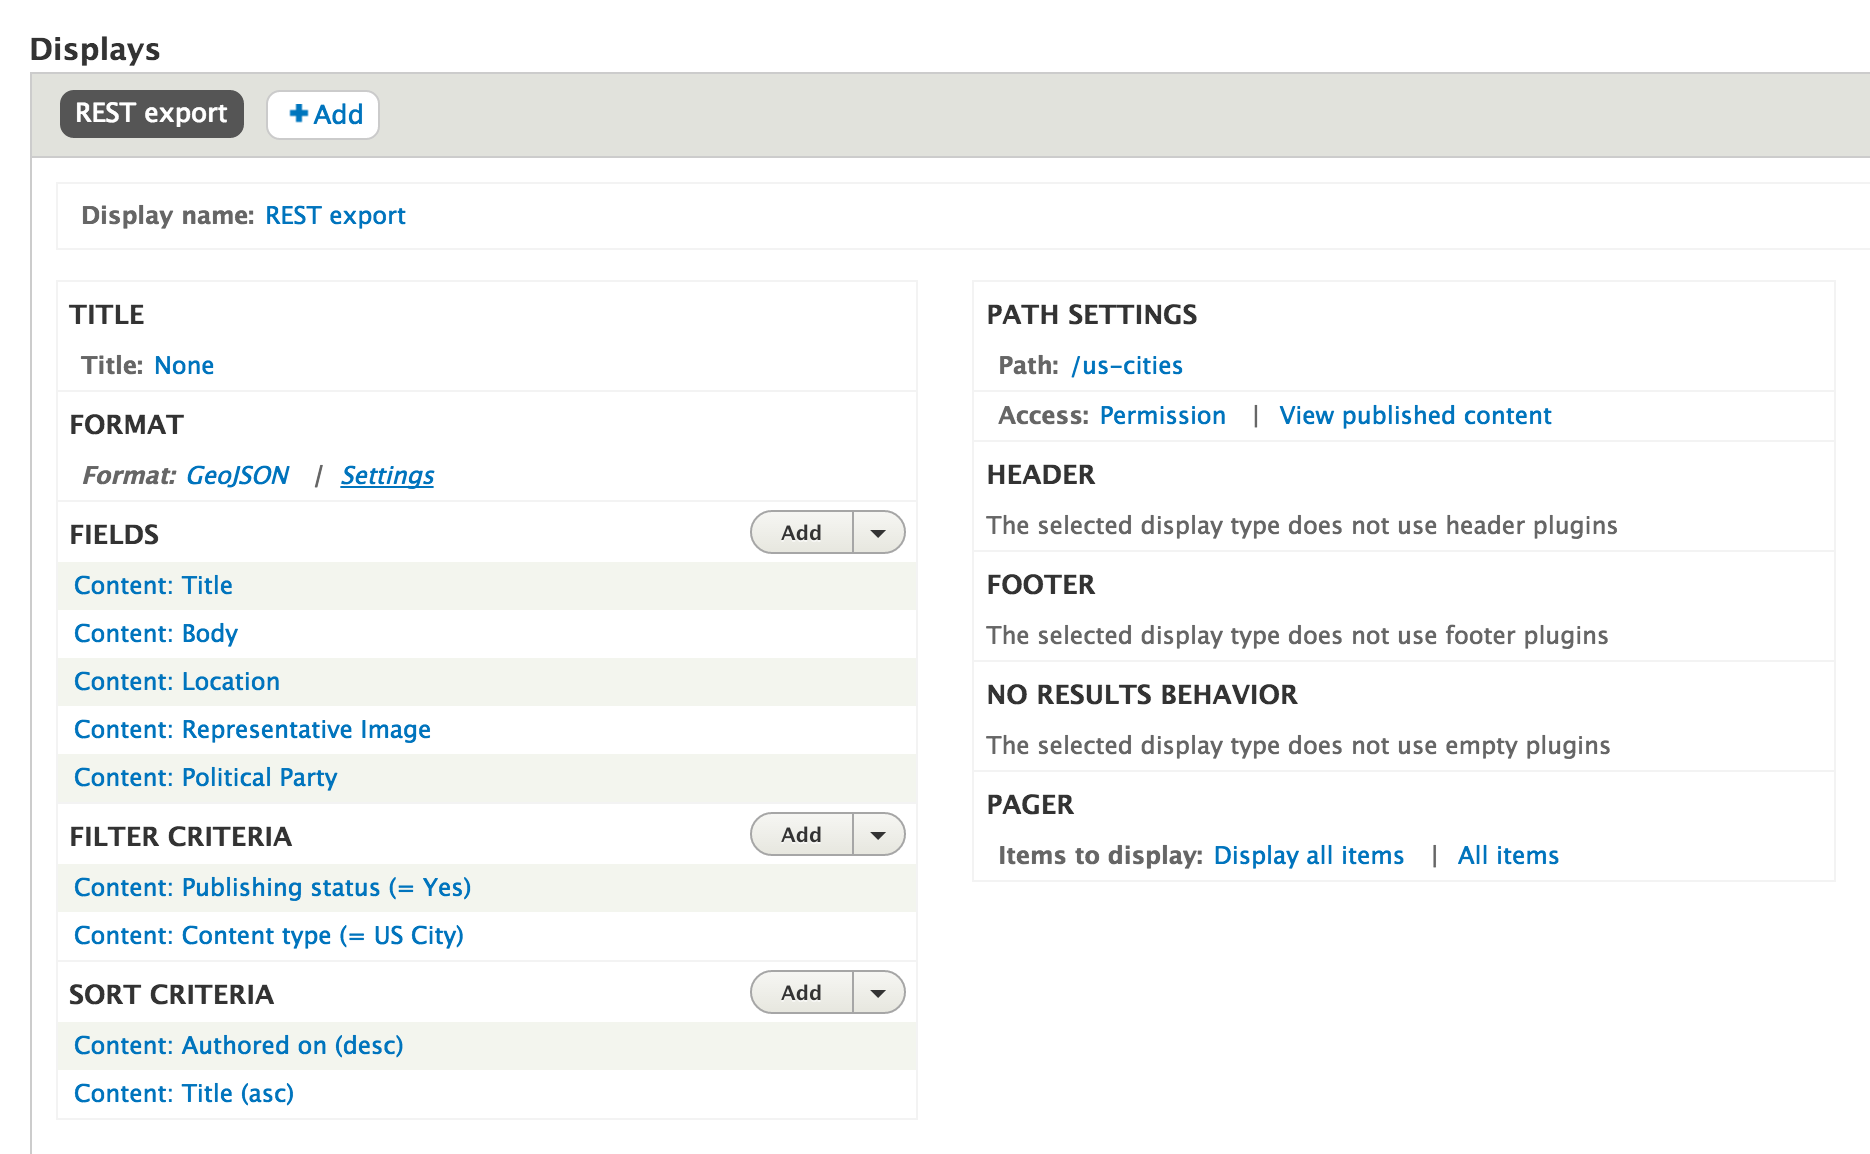 Displays
REST export
Add
Display name: REST export
TITLE
Title: None
FORMAT
Format: GeoJSON | Settings
FIELDS
Add
Content: Title
Content: Body
Content: Location
Content: Representative Image
Content: Political Party
FILTER CRITERIA
Add
Content: Publishing status (= Yes)
Content: Content type (= US City)
SORT CRITERIA
Add
Content: Authored on (desc)
Content: Title (asc)
PATH SETTINGS
Path: /us-cities
Access: Permission | View published content
HEADER
The selected display type does not use header plugins
FOOTER
The selected display type does not use footer plugins
NO RESULTS BEHAVIOR
The selected display type does not use empty plugins
PAGER
Items to display: Display all items | All items